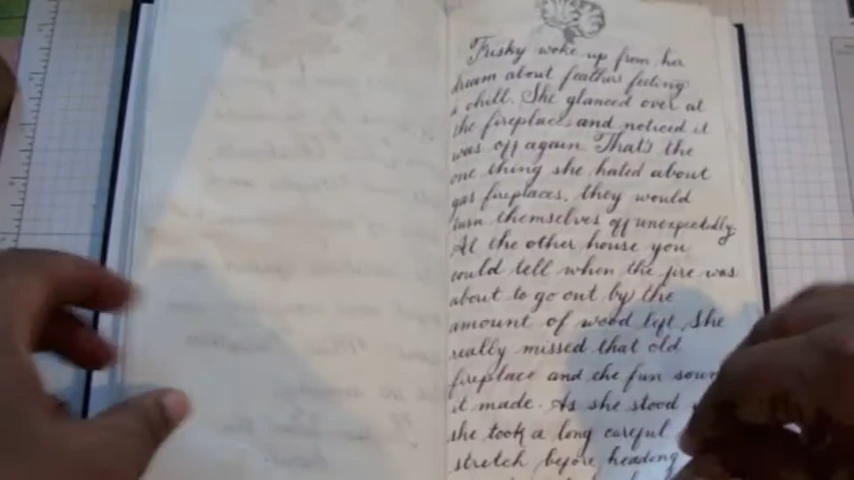 Frisky woke up from her
dream about feathers feeling
a chill. She glanced over at
the fireplace and noticed it
was off again. That's the
one thing she hated about
gas fireplaces, they would
turn themselves off unexpectedly.
At the other house you
could tell when the fire was
about to go out by the
amount of wood left. She
really missed that old
fireplace and the fun
it made. As she stood
she took a long careful
stretch before heading